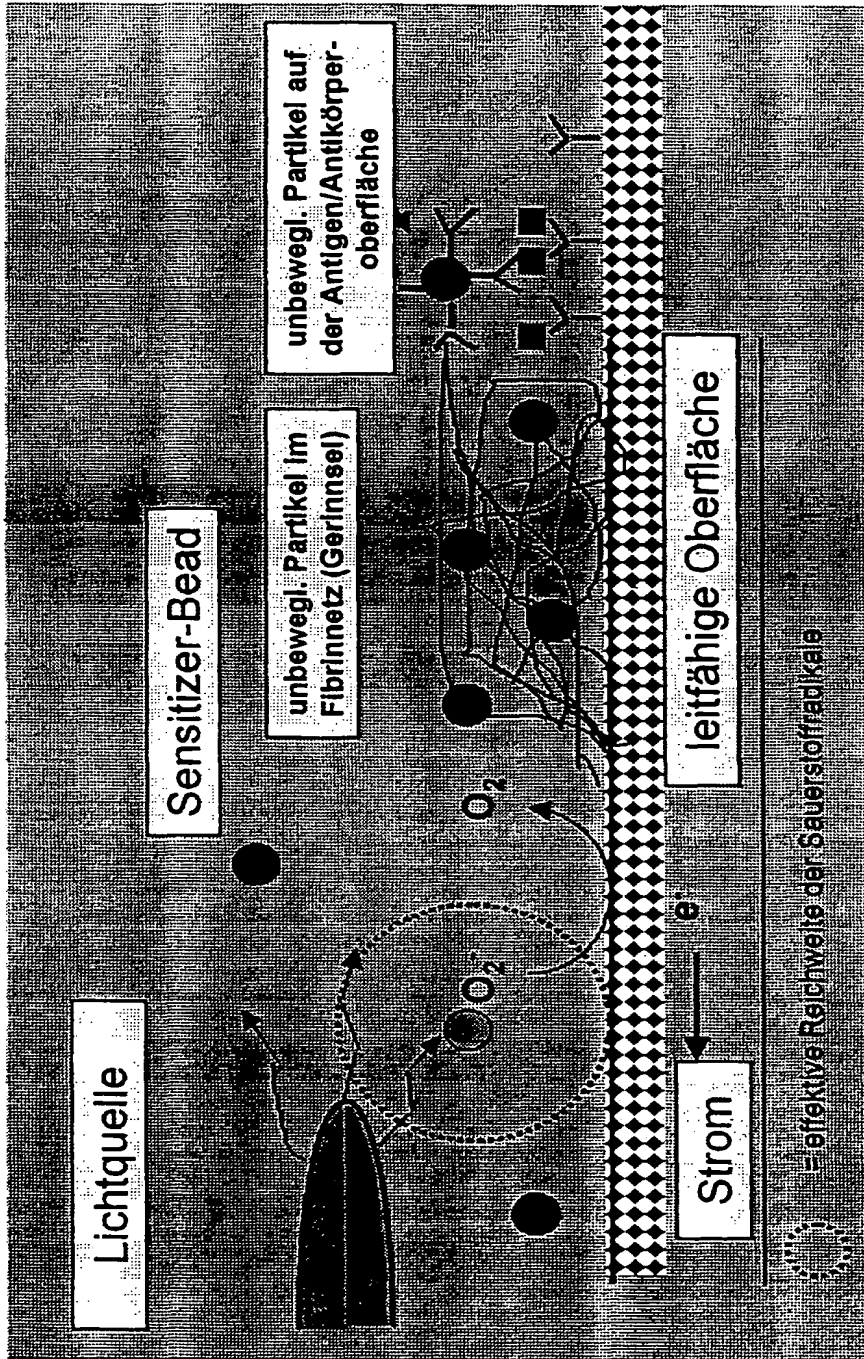 Lichtquelle
Sensitizer-Bead
unbewegl. Partikel im
Fibrinnetz (Gerinnsel)
unbewegl. Partikel auf
der Antigen/Antikörper-
oberfläche
O₂⁻
O₂
e⁻
Strom
leitfähige Oberfläche
= effektive Reichweite der Sauerstoffradikale